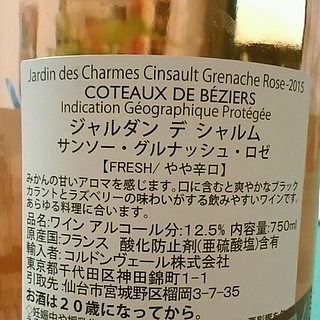 Jardin des Charmes Cinsault Grenache Rose-2015
COTEAUX DE BÉZIERS
Indication Géographique Protégée
ジャルダン デ シャルム
サンソー・グルナッシュ・ロゼ
【FRESH/ やや辛口】
みかんの甘いアロマを感じます。口に含むと爽やかなブラック
カラントとラズベリーの味わいがする飲みやすいワインです。
あらゆる料理に合います。
品名:ワイン アルコール分:12.5% 内容量:750ml
原産国:フランス 酸化防止剤(亜硫酸塩)含有
輸入者:コルドンヴェール株式会社
東京都千代田区神田錦町1-1
引取先:仙台市宮城野区榴岡3-7-35
お酒は20歳になってから。